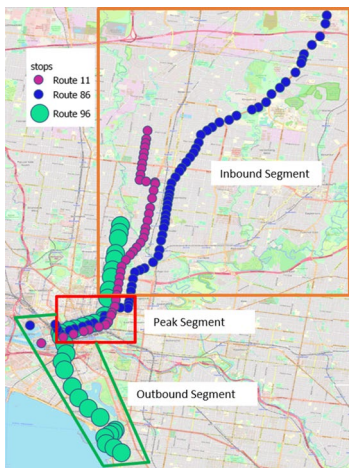 stops
Route 11
Route 86
Route 96
Inbound Segment
Peak Segment
Outbound Segment